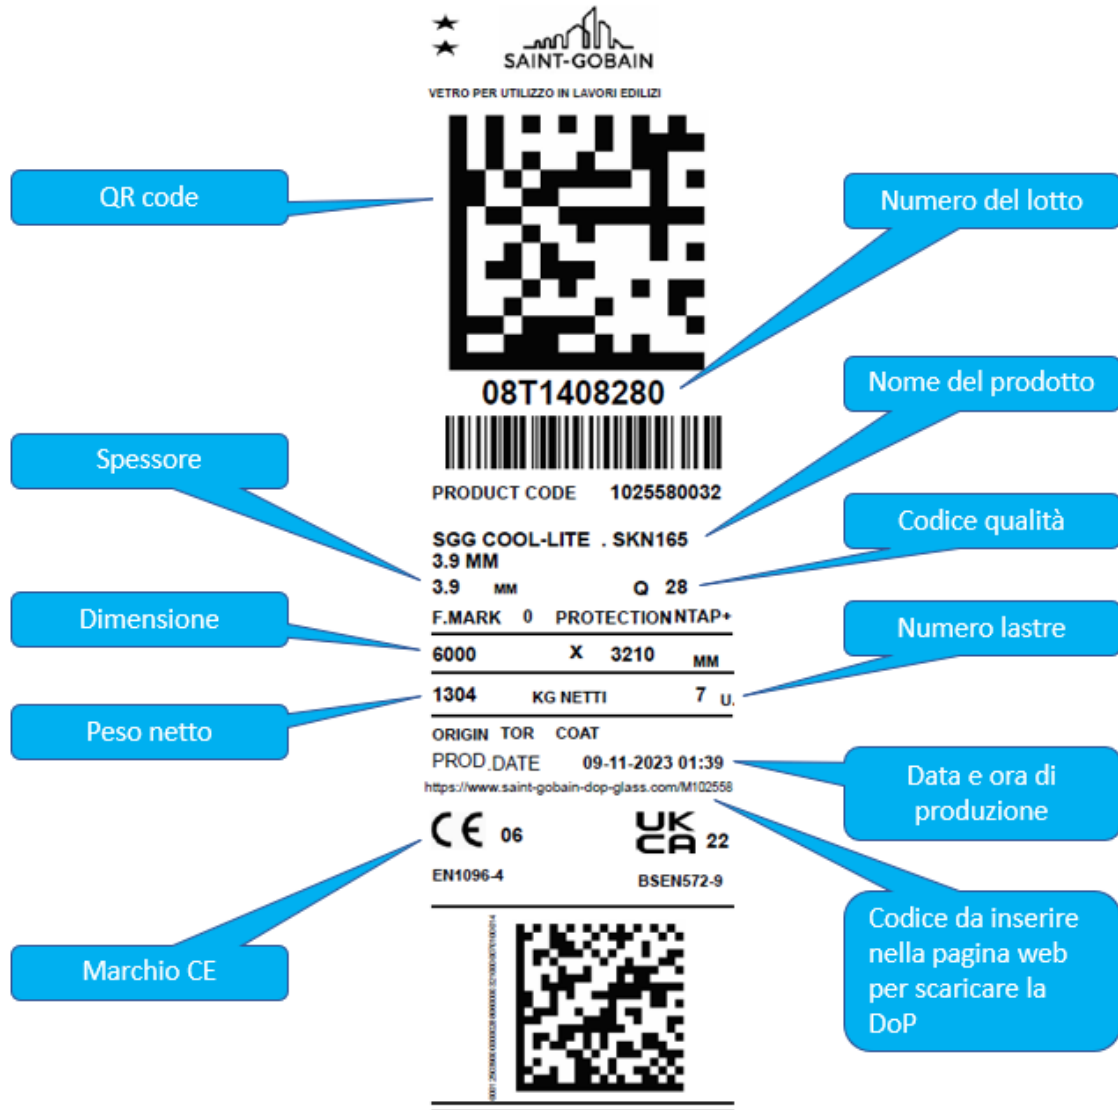 SAINT-GOBAIN
VETRO PER UTILIZZO IN LAVORI EDILIZI
QR code
Numero del lotto
08T1408280
Nome del prodotto
Spessore
PRODUCT CODE 1025580032
Codice qualità
SGG COOL-LITE . SKN165
3.9 MM
3.9 MM Q 28
Dimensione
F.MARK 0 PROTECTION NTAP+
Numero lastre
6000 X 3210 MM
1304 KG NETTI 7 U.
Peso netto
ORIGIN TOR COAT
PROD.DATE 09-11-2023 01:39
Data e ora di
produzione
https://www.saint-gobain-dop-glass.com/M102558
CE 06 UK
CA 22
EN1096-4 BSEN572-9
Codice da inserire
nella pagina web
per scaricare la
DoP
Marchio CE